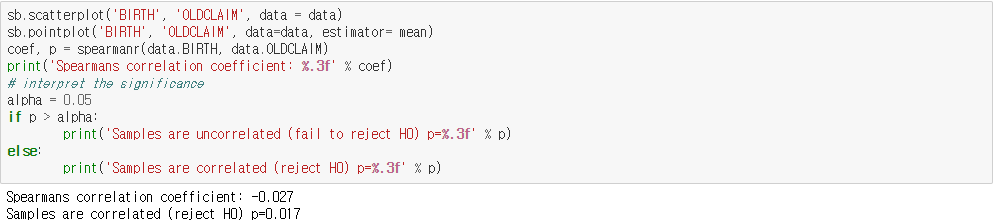 sb.scatterplot('BIRTH', 'OLDCLAIM', data = data)
sb.pointplot('BIRTH', 'OLDCLAIM', data=data, estimator= mean)
coef, p = spearmanr(data.BIRTH, data.OLDCLAIM)
print('Spearmans correlation coefficient: %.3f' % coef)
# interpret the significance
alpha = 0.05
if p > alpha:
        print('Samples are uncorrelated (fail to reject H0) p=%.3f' % p)
else:
        print('Samples are correlated (reject H0) p=%.3f' % p)
Spearmans correlation coefficient: -0.027
Samples are correlated (reject H0) p=0.017